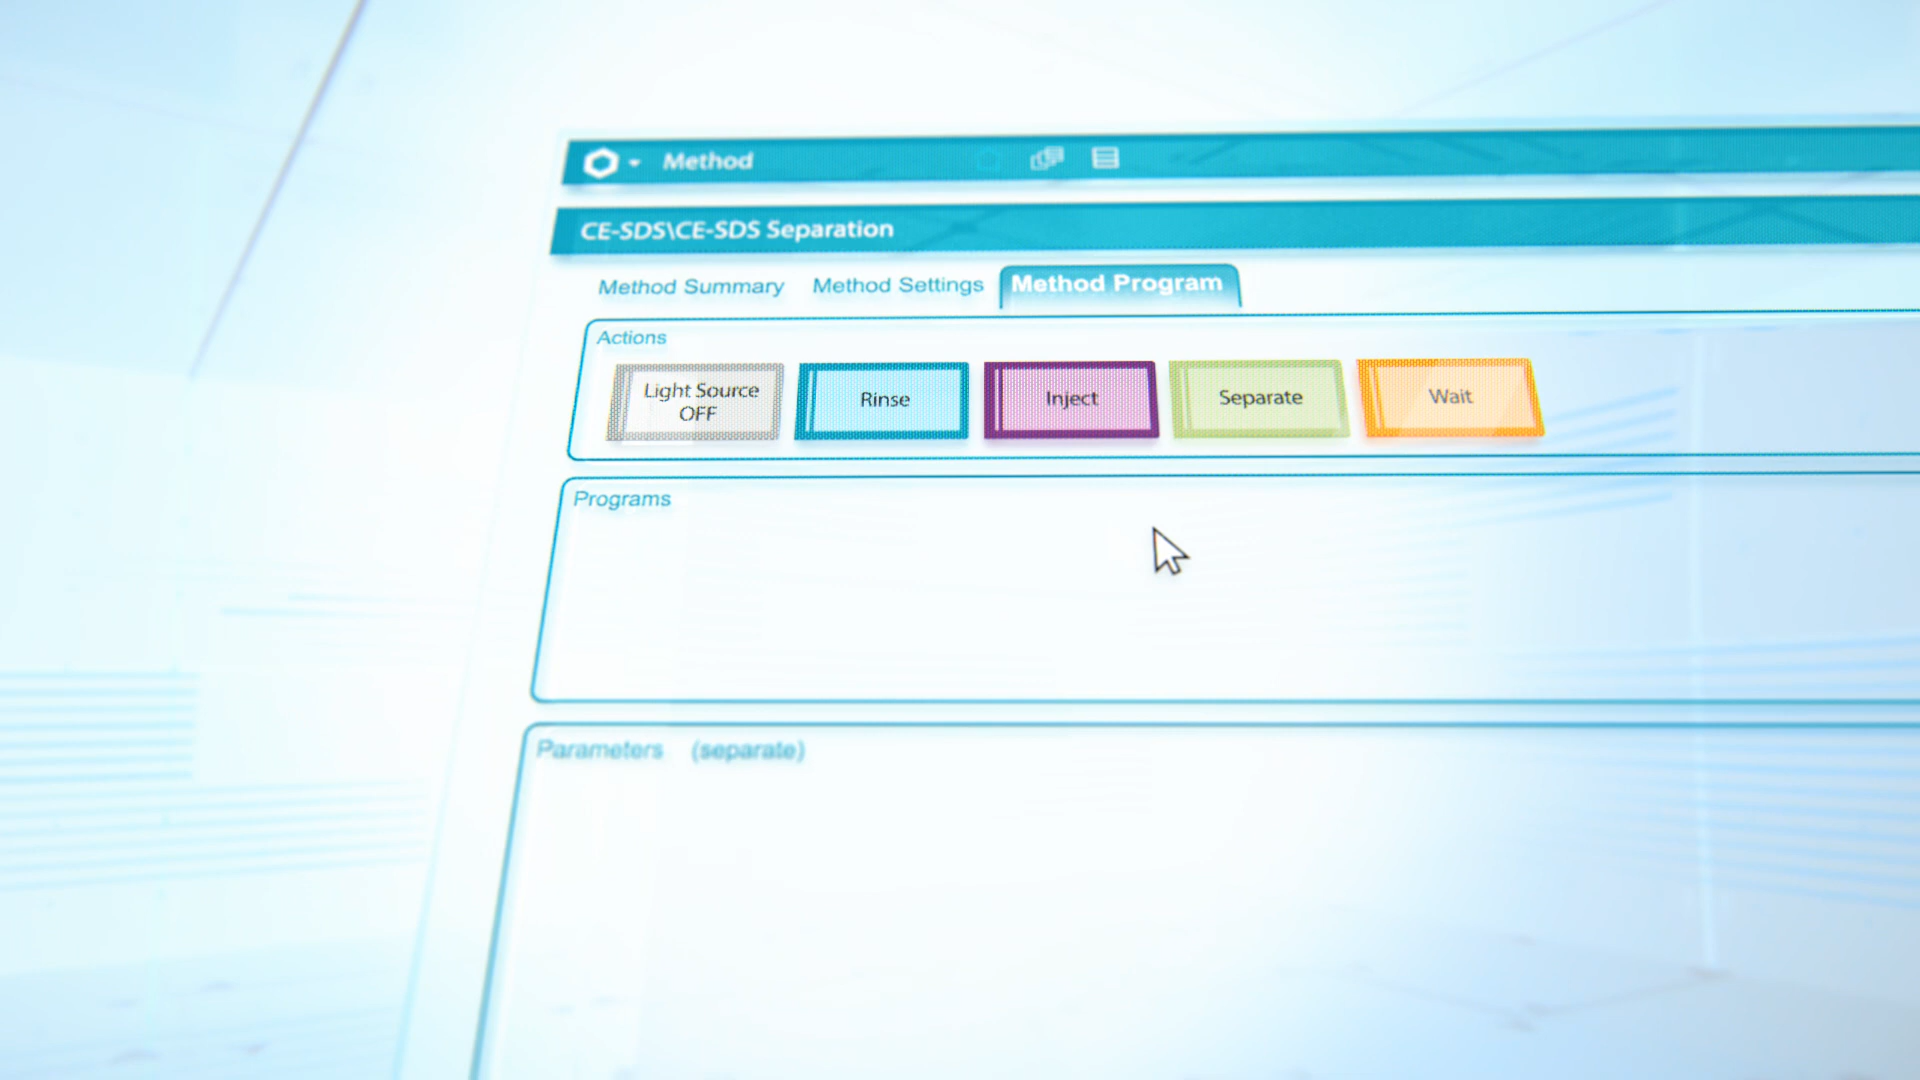 Method
CE-SDS\CE-SDS Separation
Method Summary Method Settings Method Program
Actions
Light Source
OFF
Rinse
Inject
Separate
Wait
Programs
Parameters (separate)